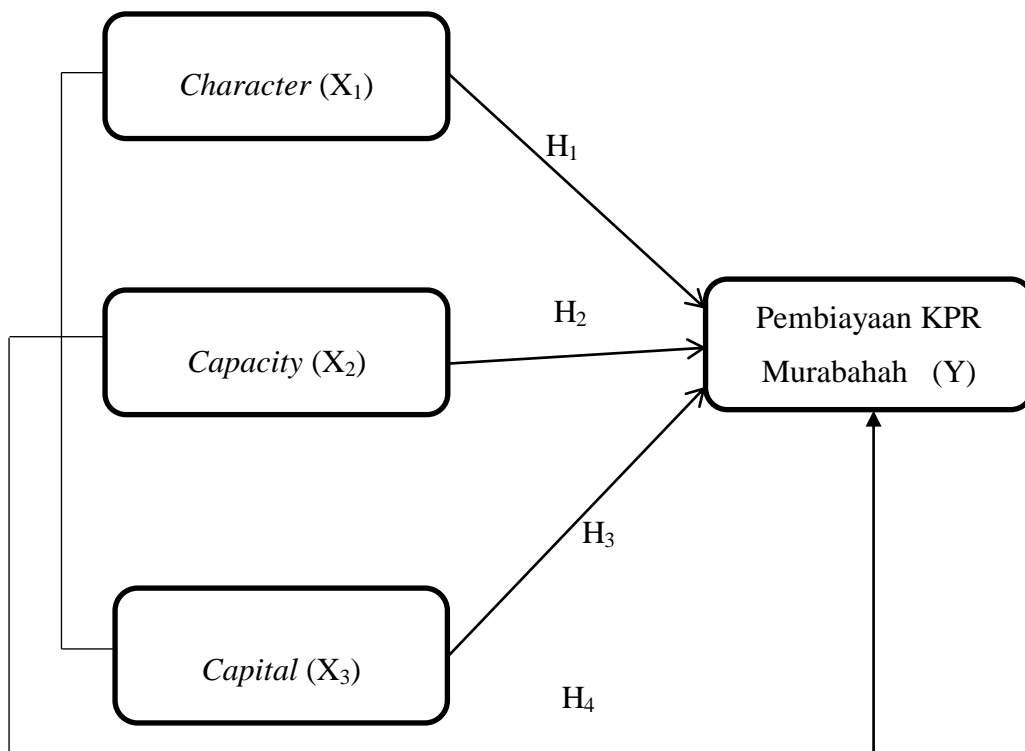 Character (X₁)
H₁
Capacity (X₂)
H₂
Pembiayaan KPR
Murabahah (Y)
H₃
Capital (X₃)
H₄